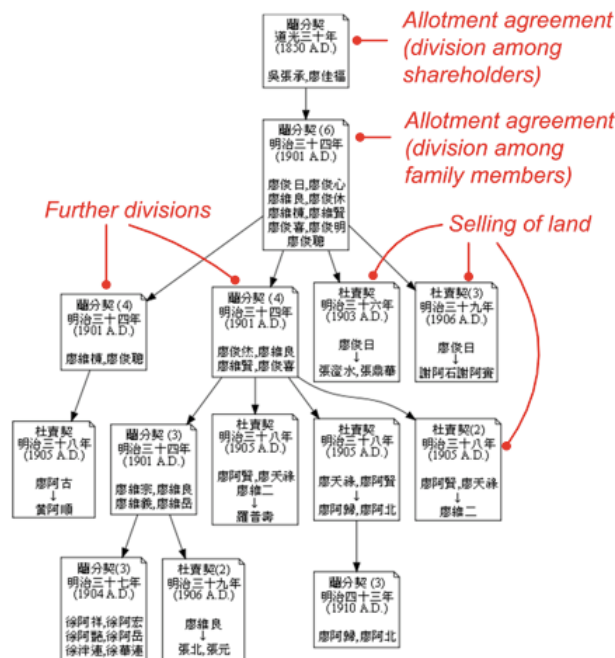 鬮分契
道光三十年
(1850 A.D.)
吳張承,廖佳福
Allotment agreement
(division among
shareholders)
鬮分契(6)
明治三十四年
(1901 A.D.)
廖俊日,廖俊心
廖維良,廖俊休
廖維棟,廖維賢
廖俊喜,廖俊明
廖俊聰
Allotment agreement
(division among
family members)
Further divisions
Selling of land
鬮分契(4)
明治三十四年
(1901 A.D.)
廖維棟,廖俊聰
鬮分契(4)
明治三十四年
(1901 A.D.)
廖俊烋,廖維良
廖維賢,廖俊喜
杜賣契
明治三十六年
(1903 A.D.)
廖俊日
↓
張瀅水,張鼎華
杜賣契(3)
明治三十九年
(1906 A.D.)
廖俊日
↓
謝阿石謝阿賓
杜賣契
明治三十八年
(1905 A.D.)
廖阿古
↓
黄阿順
鬮分契(3)
明治三十四年
(1901 A.D.)
廖維宗,廖維良
廖維義,廖維岳
杜賣契
明治三十八年
(1905 A.D.)
廖阿賢,廖天祿
廖維二
↓
羅普壽
杜賣契
明治三十八年
(1905 A.D.)
廖天祿,廖阿賢
↓
廖阿歸,廖阿北
杜賣契(2)
明治三十八年
(1905 A.D.)
廖阿賢,廖天祿
↓
廖維二
鬮分契(3)
明治三十七年
(1904 A.D.)
徐阿祥,徐阿宏
徐阿艷,徐阿岳
徐泮連,徐華連
杜賣契(2)
明治三十九年
(1906 A.D.)
廖維良
↓
張北,張元
鬮分契 (3)
明治四十三年
(1910 A.D.)
廖阿歸,廖阿北